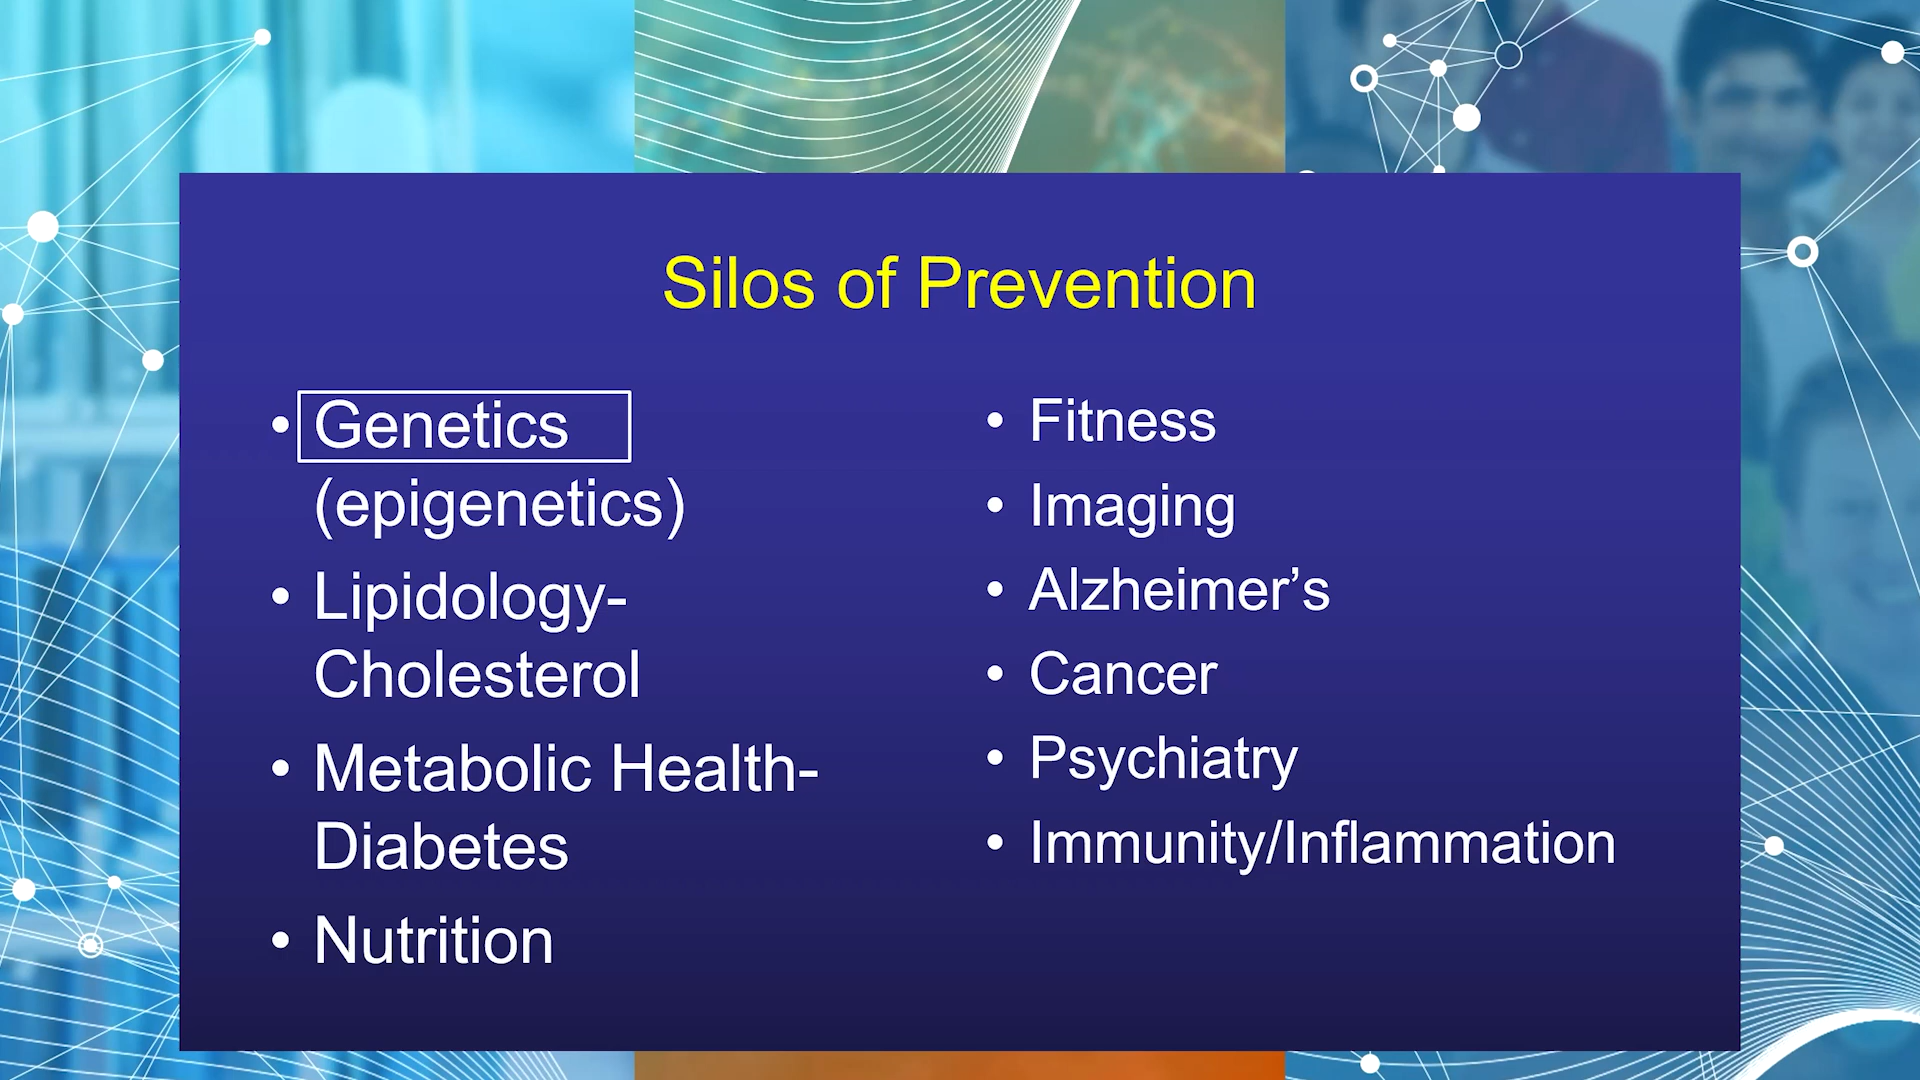 Silos of Prevention
• Genetics
(epigenetics)
• Lipidology-
Cholesterol
• Metabolic Health-
Diabetes
• Nutrition
• Fitness
• Imaging
• Alzheimer’s
• Cancer
• Psychiatry
• Immunity/Inflammation